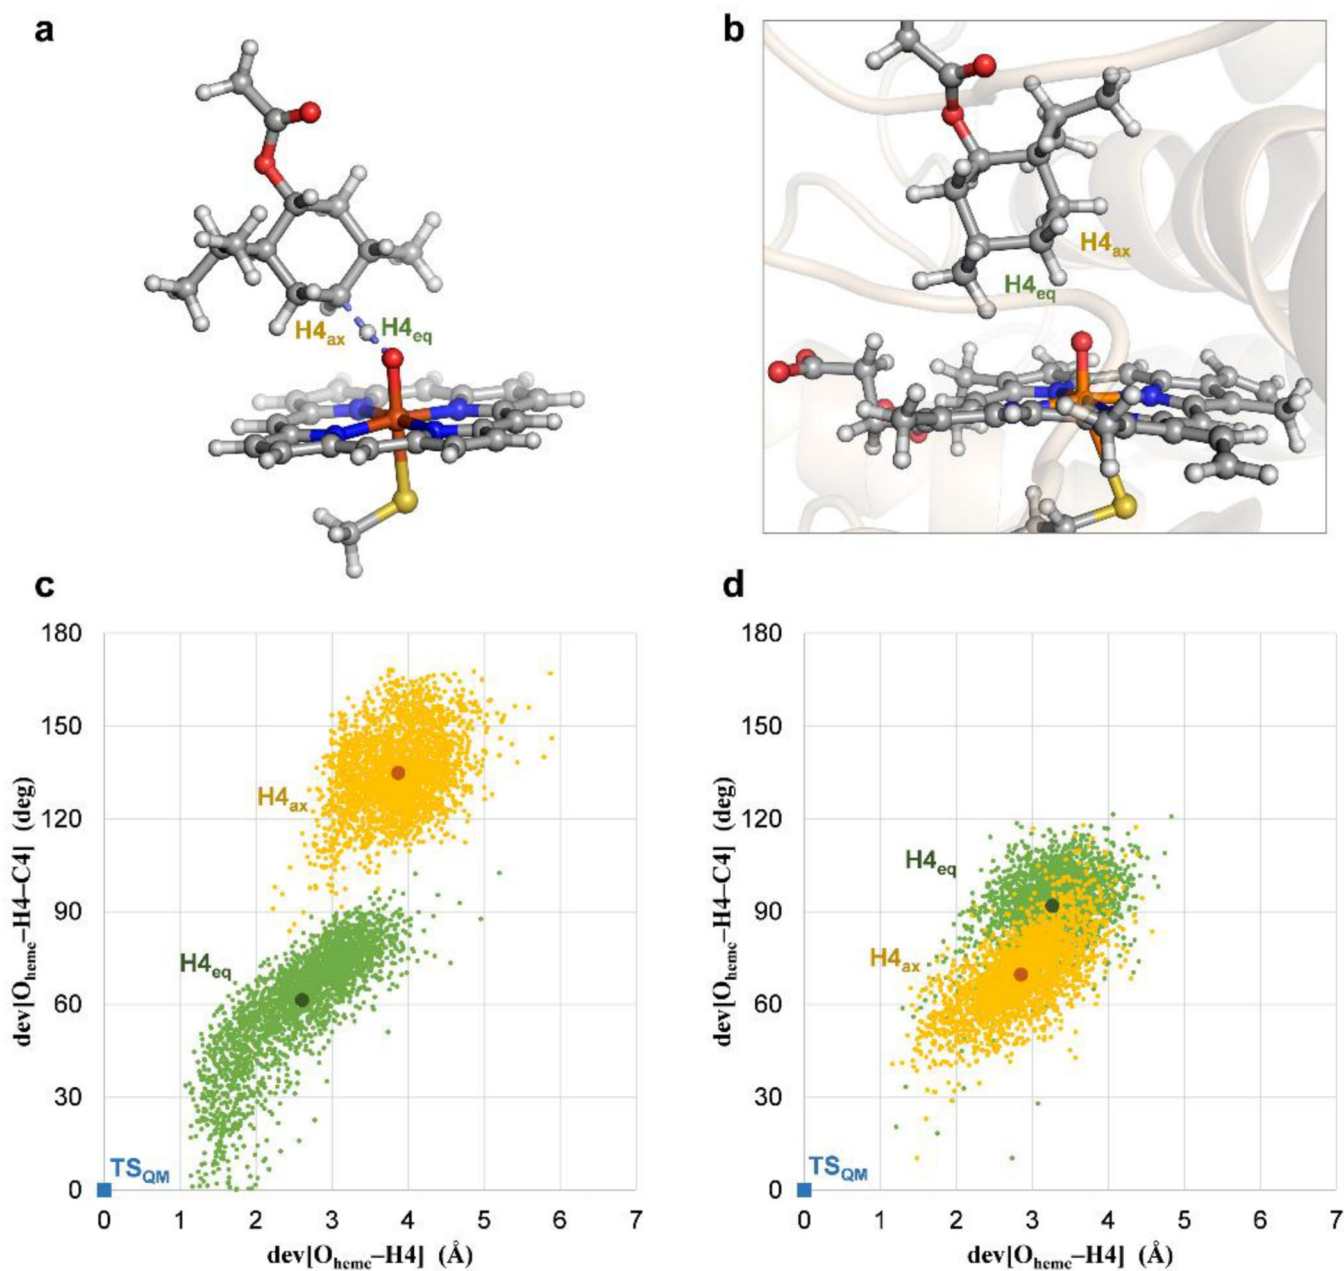 a
b
H4ax
H4eq
H4ax
H4eq
c
d
180
150
120
90
60
30
0
dev[Oheme–H4–C4] (deg)
H4ax
H4eq
TSQM
0 1 2 3 4 5 6 7
dev[Oheme–H4] (Å)
180
150
120
90
60
30
0
dev[Oheme–H4–C4] (deg)
H4eq
H4ax
TSQM
0 1 2 3 4 5 6 7
dev[Oheme–H4] (Å)